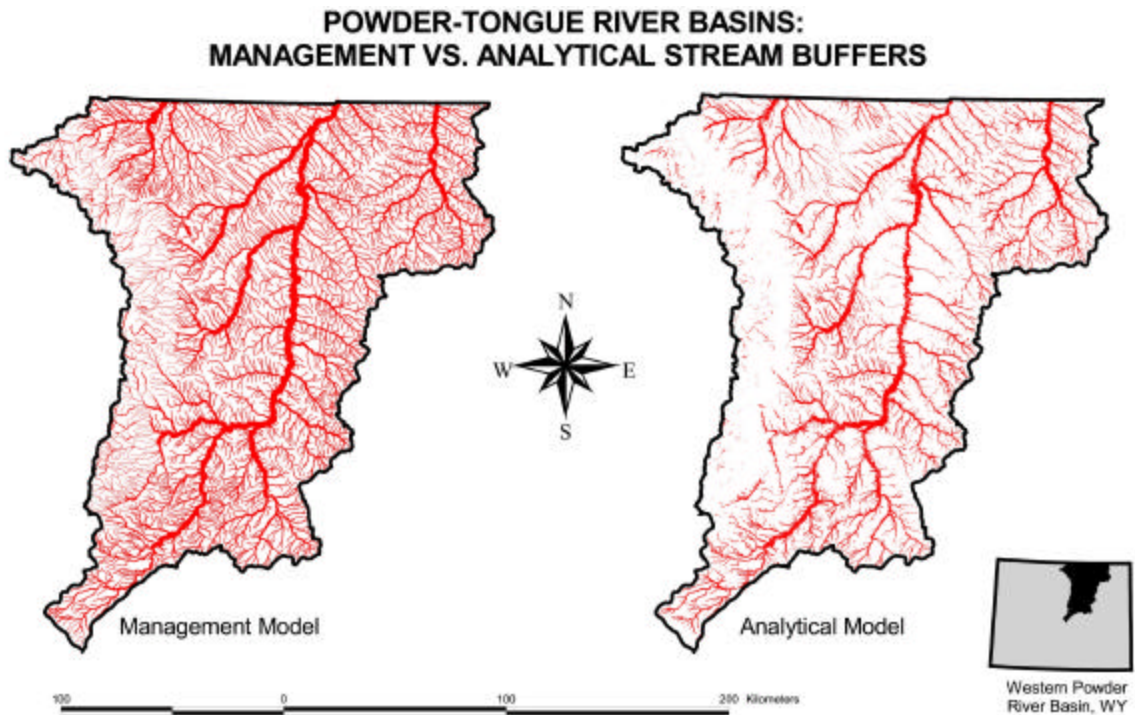 POWDER-TONGUE RIVER BASINS:
MANAGEMENT VS. ANALYTICAL STREAM BUFFERS
N
W E
S
Management Model
Analytical Model
100 0 100 200 Kilometers
Western Powder
River Basin, WY